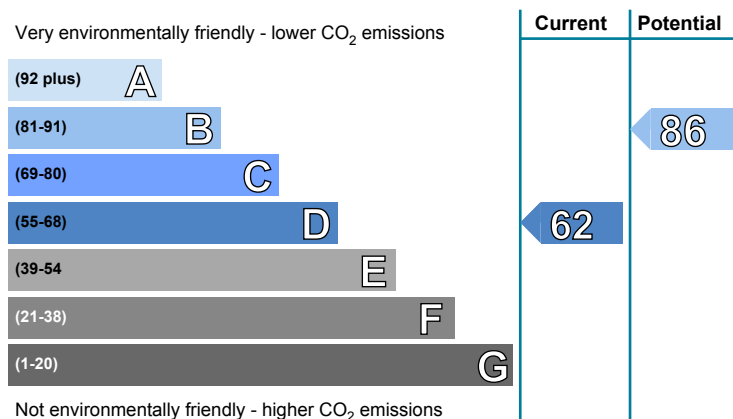 Very environmentally friendly - lower CO2 emissions
Current
Potential
(92 plus) A
(81-91) B
86
(69-80) C
(55-68) D
62
(39-54 E
(21-38) F
(1-20) G
Not environmentally friendly - higher CO2 emissions